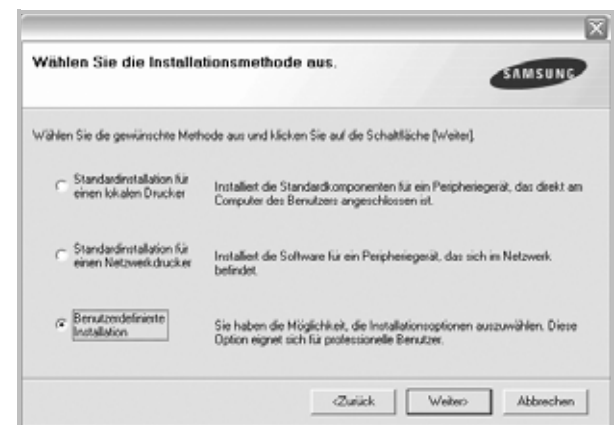 Wählen Sie die Installationsmethode aus.
SAMSUNG
Wählen Sie die gewünschte Methode aus und klicken Sie auf die Schaltfläche [Weiter].
Standardinstallation für
einen lokalen Drucker
Installiert die Standardkomponenten für ein Peripheriegerät, das direkt am
Computer des Benutzers angeschlossen ist.
Standardinstallation für
einen Netzwerkdrucker
Installiert die Software für ein Peripheriegerät, das sich im Netzwerk
befindet.
Benutzerdefinierte
Installation
Sie haben die Möglichkeit, die Installationsoptionen auszuwählen. Diese
Option eignet sich für professionelle Benutzer.
<Zurück
Weiter>
Abbrechen